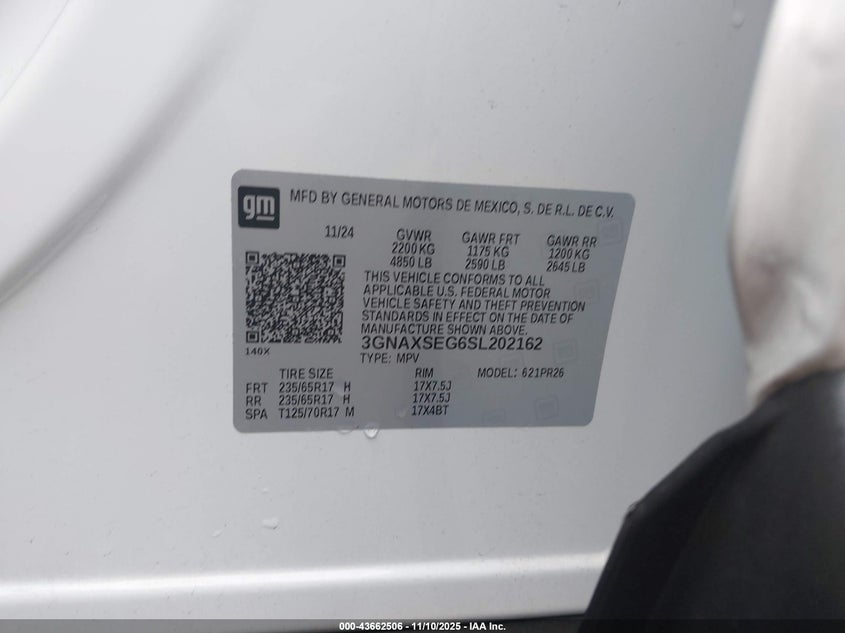 gm
MFD BY GENERAL MOTORS DE MEXICO, S. DE R.L. DE C.V.
11/24 GVWR GAWR FRT GAWR RR
2200 KG 1175 KG 1200 KG
4850 LB 2590 LB 2645 LB
THIS VEHICLE CONFORMS TO ALL
APPLICABLE U.S. FEDERAL MOTOR
VEHICLE SAFETY AND THEFT PREVENTION
STANDARDS IN EFFECT ON THE DATE OF
MANUFACTURE SHOWN ABOVE.
140X 3GNAXSEG6SL202162
TYPE: MPV
TIRE SIZE RIM MODEL: 621PR26
FRT 235/65R17 H 17X7.5J
RR 235/65R17 H 17X7.5J
SPA T125/70R17 M 17X4BT
000-43662506 - 11/10/2025 - IAA Inc.